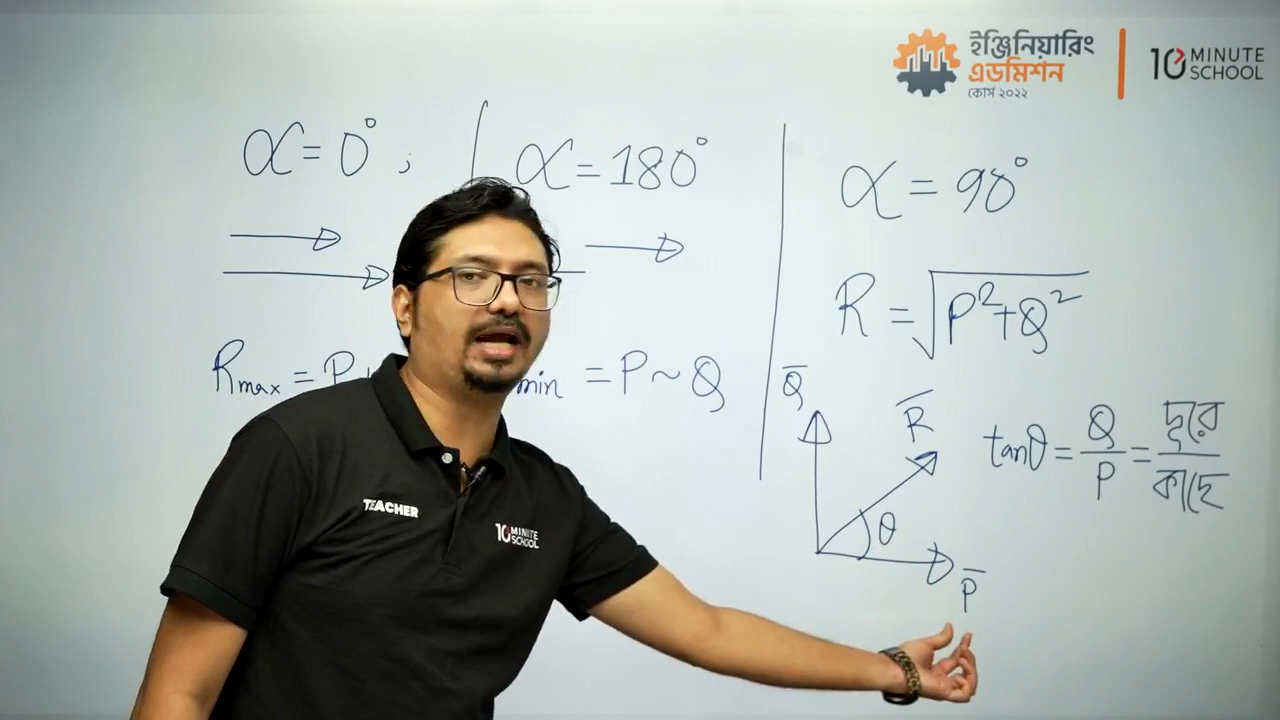 ইঞ্জিনিয়ারিং
এডমিশন
কোর্স ২০২২
10 MINUTE
SCHOOL
α = 0° ;
α = 180°
α = 90°
R = √P²+Q²
Rmax = P
min = P ~ Q
Q̅
R̅
θ
P̅
tanθ = Q/P = দূরে/কাছে
TEACHER
10 MINUTE
SCHOOL